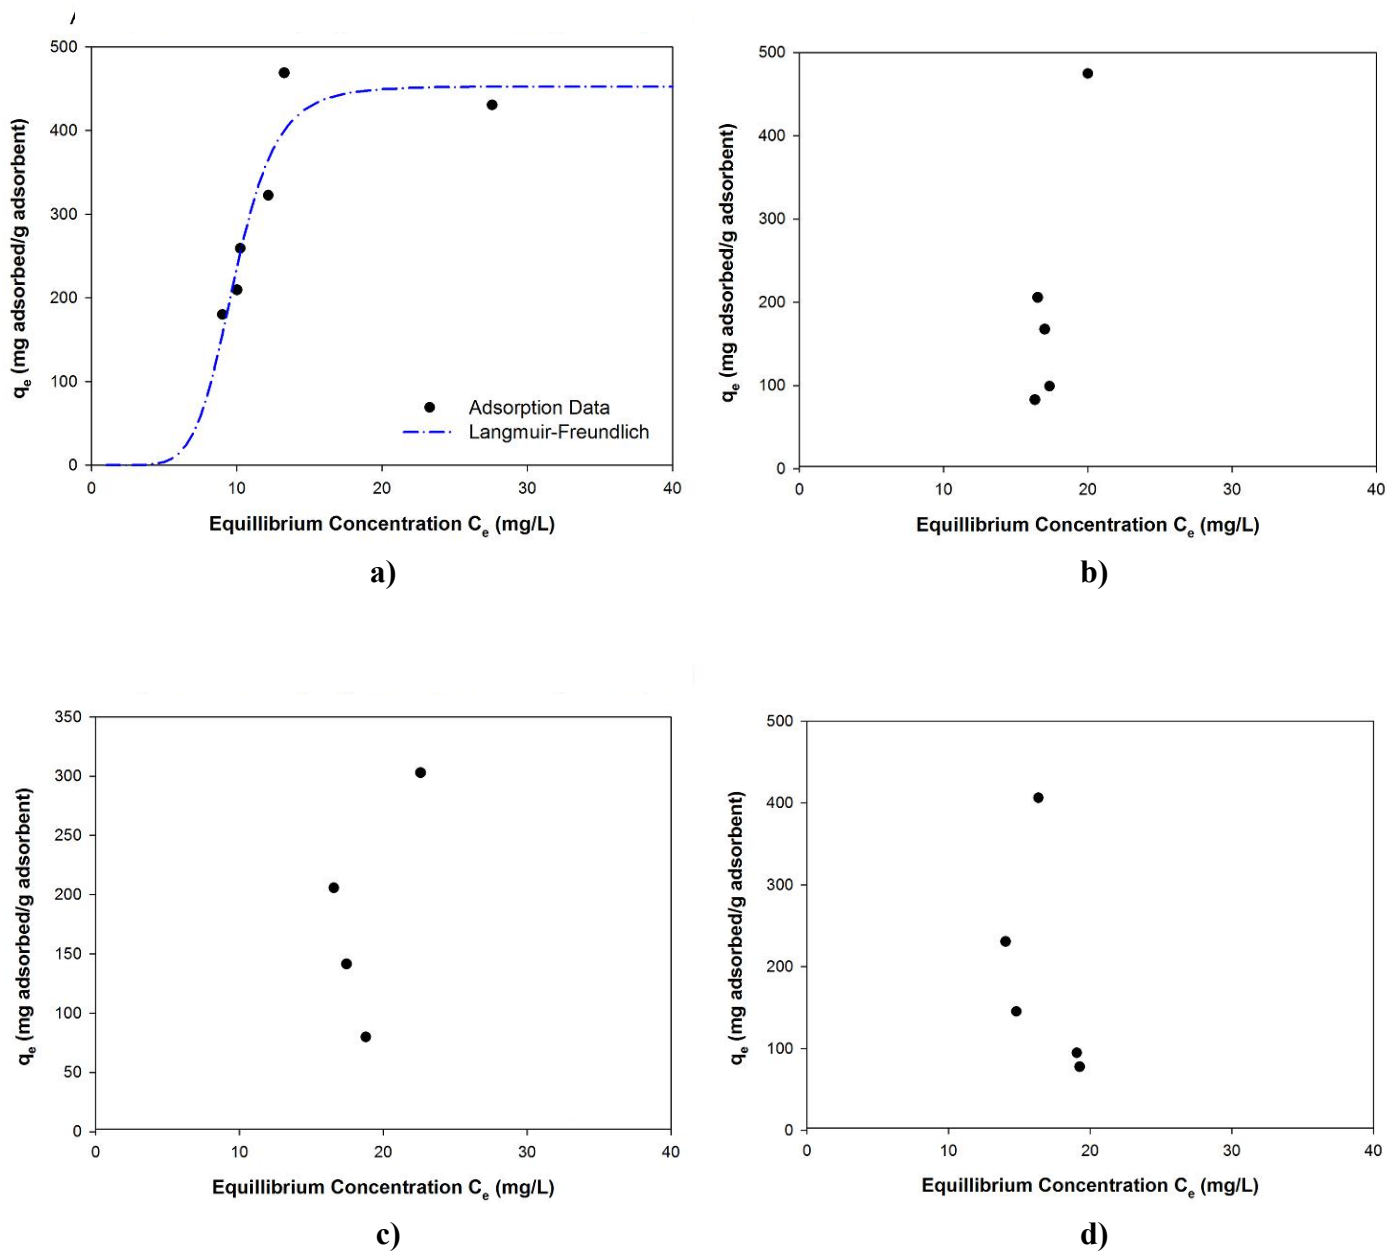 500
400
300
200
100
0
0 10 20 30 40
qe (mg adsorbed/g adsorbent)
Adsorption Data
Langmuir-Freundlich
Equillibrium Concentration Ce (mg/L)
a)
500
400
300
200
100
0
0 10 20 30 40
qe (mg adsorbed/g adsorbent)
Equillibrium Concentration Ce (mg/L)
b)
350
300
250
200
150
100
50
0
0 10 20 30 40
qe (mg adsorbed/g adsorbent)
Equillibrium Concentration Ce (mg/L)
c)
500
400
300
200
100
0
0 10 20 30 40
qe (mg adsorbed/g adsorbent)
Equillibrium Concentration Ce (mg/L)
d)